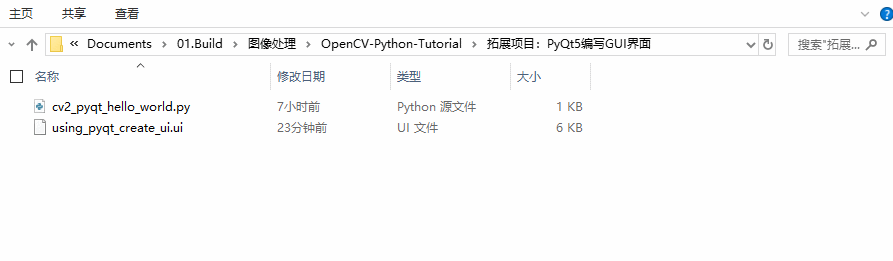 主页 共享 查看
« Documents > 01.Build > 图像处理 > OpenCV-Python-Tutorial > 拓展项目：PyQt5编写GUI界面 搜索"拓展...
名称 修改日期 类型 大小
cv2_pyqt_hello_world.py 7小时前 Python 源文件 1 KB
using_pyqt_create_ui.ui 23分钟前 UI 文件 6 KB